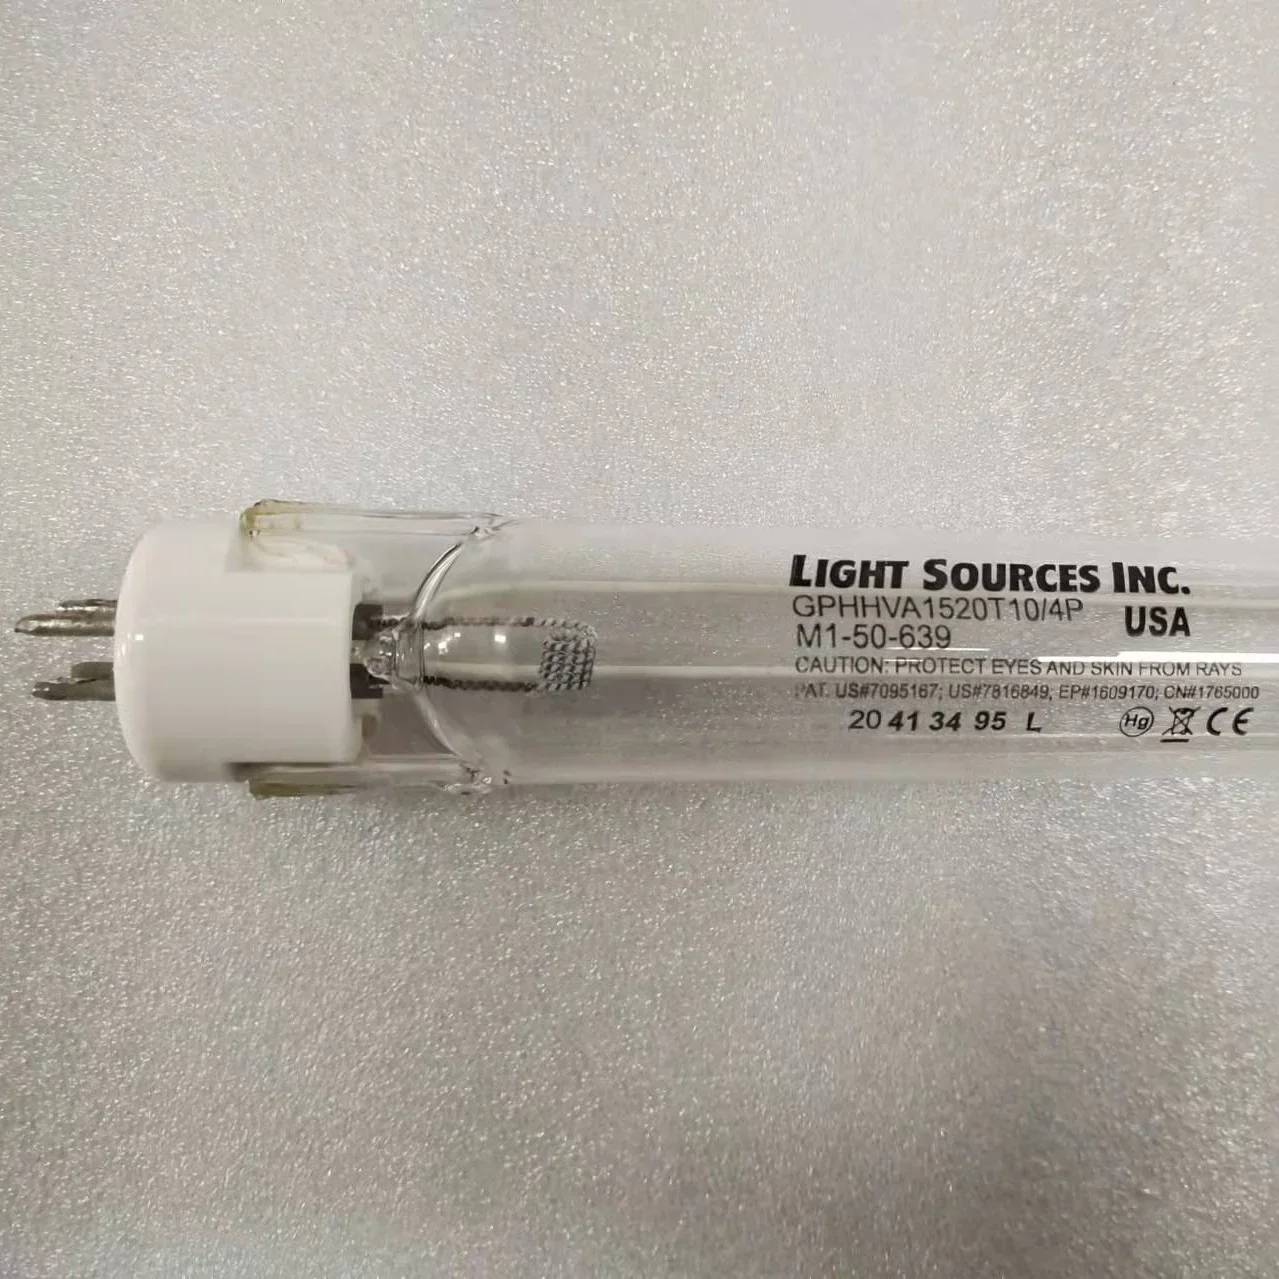 LIGHT SOURCES INC.
GPHHVA1520T10/4P USA
M1-50-639
CAUTION: PROTECT EYES AND SKIN FROM RAYS
PAT. US#7095167; US#7816849, EP#1609170; CN#1765000
20 41 34 95 L Hg CE